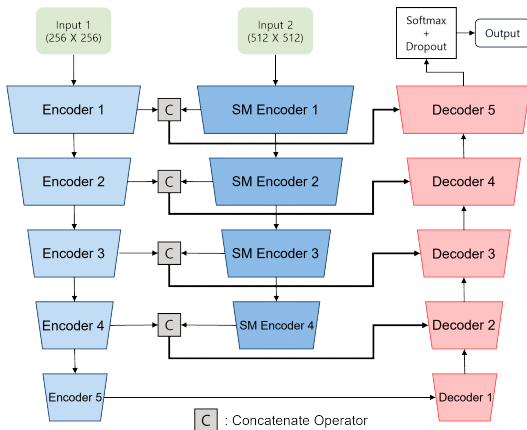 Input 1
(256 X 256)
Input 2
(512 X 512)
Softmax
+
Dropout
Output
Encoder 1
C
SM Encoder 1
Decoder 5
Encoder 2
C
SM Encoder 2
Decoder 4
Encoder 3
C
SM Encoder 3
Decoder 3
Encoder 4
C
SM Encoder 4
Decoder 2
Encoder 5
Decoder 1
C : Concatenate Operator